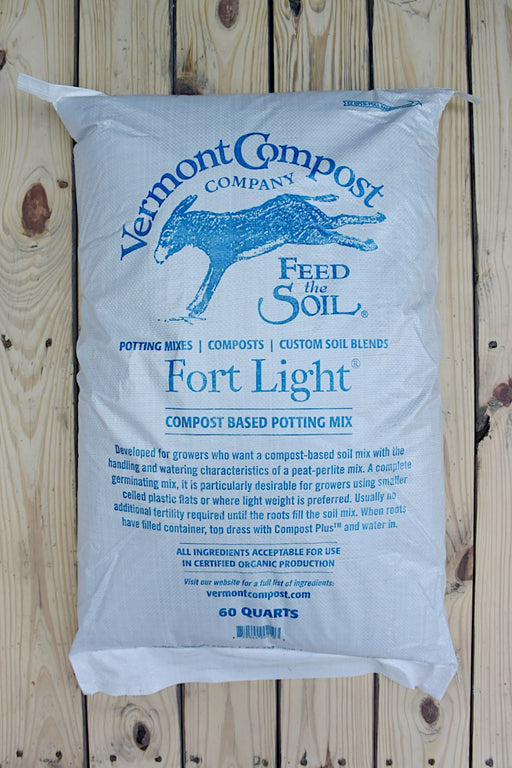 Vermont Compost
COMPANY
FEED
the
SOIL®
POTTING MIXES | COMPOSTS | CUSTOM SOIL BLENDS
Fort Light®
COMPOST BASED POTTING MIX
Developed for growers who want a compost-based soil mix with the
handling and watering characteristics of a peat-perlite mix. A complete
germinating mix, it is particularly desirable for growers using smaller
celled plastic flats or where light weight is preferred. Usually no
additional fertility required until the roots fill the soil mix. When roots
have filled container, top dress with Compost Plus™ and water in.
ALL INGREDIENTS ACCEPTABLE FOR USE
IN CERTIFIED ORGANIC PRODUCTION
Visit our website for a full list of ingredients:
vermontcompost.com
60 QUARTS